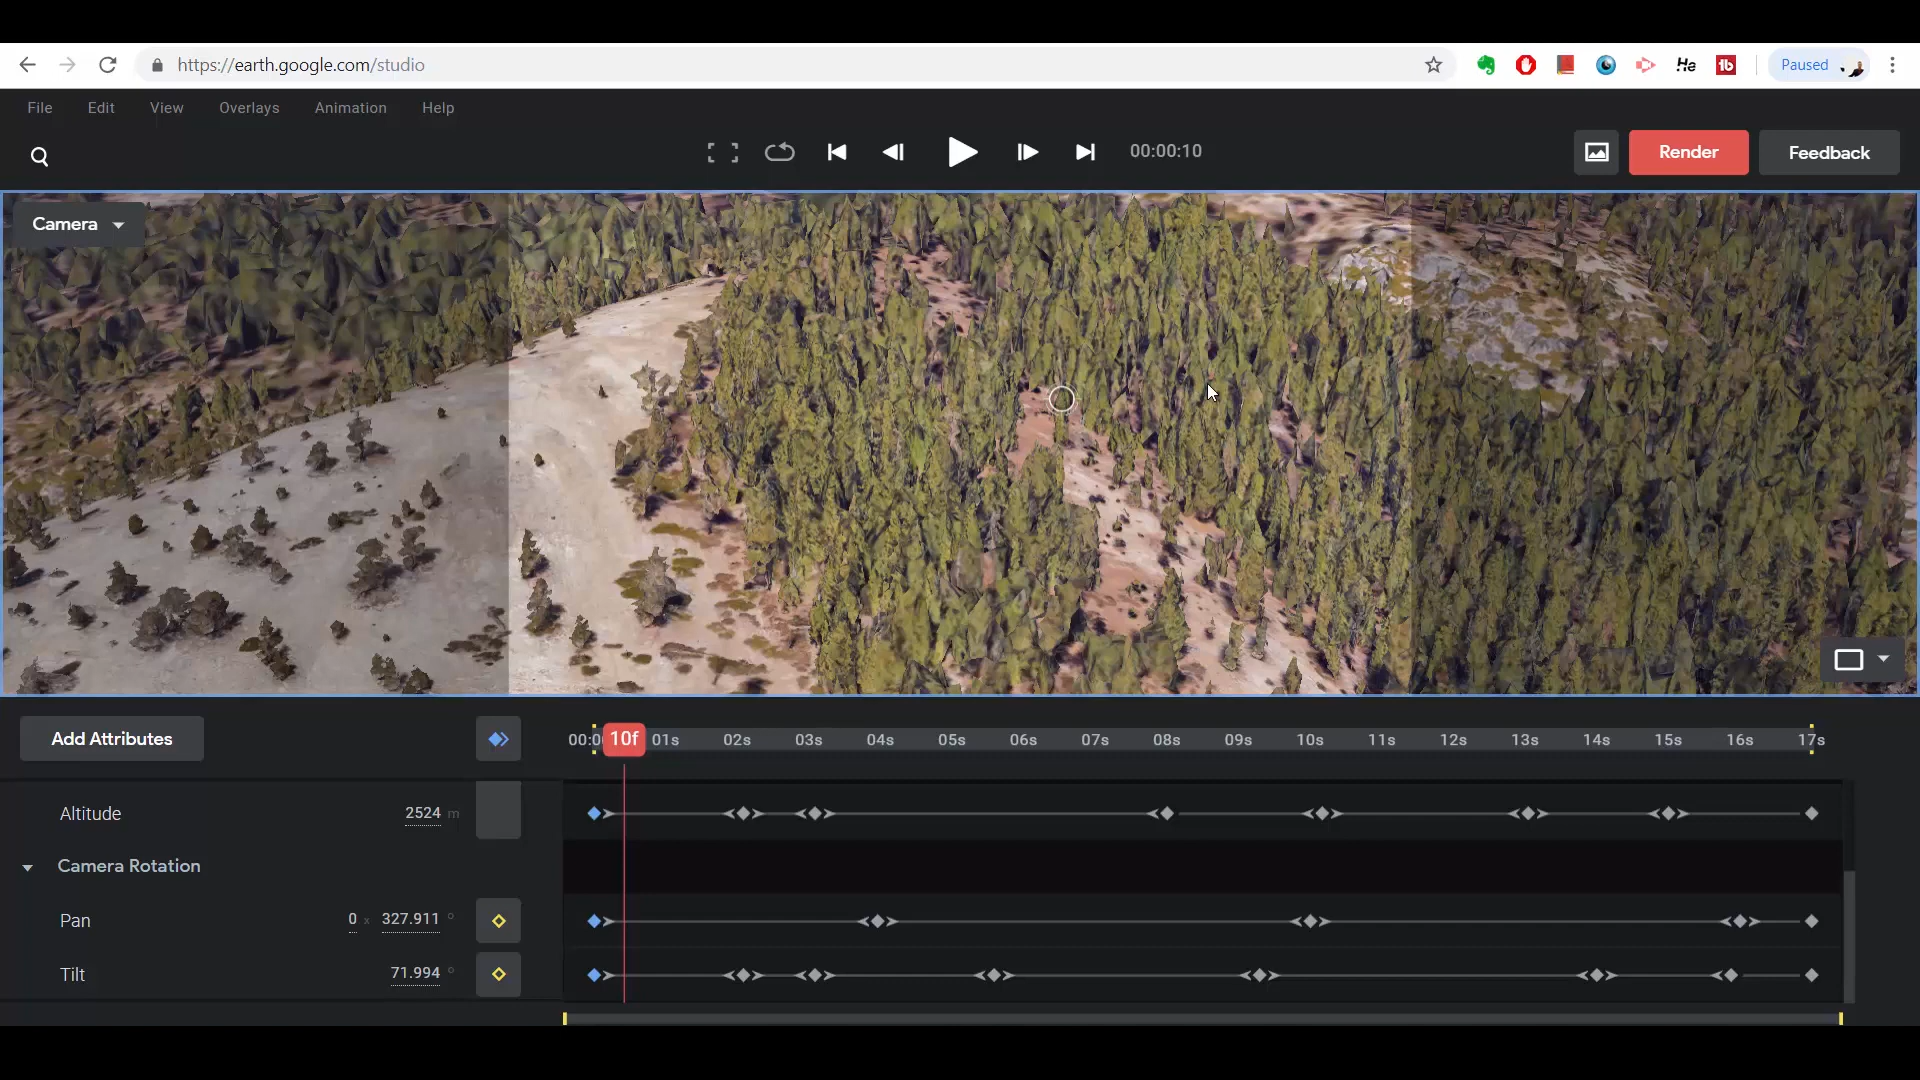 https://earth.google.com/studio
He
tb
Paused
File Edit View Overlays Animation Help
00:00:10
Render
Feedback
Camera
Add Attributes
00:0 10f 01s 02s 03s 04s 05s 06s 07s 08s 09s 10s 11s 12s 13s 14s 15s 16s 17s
Altitude 2524 m
Camera Rotation
Pan 0 x 327.911 °
Tilt 71.994 °